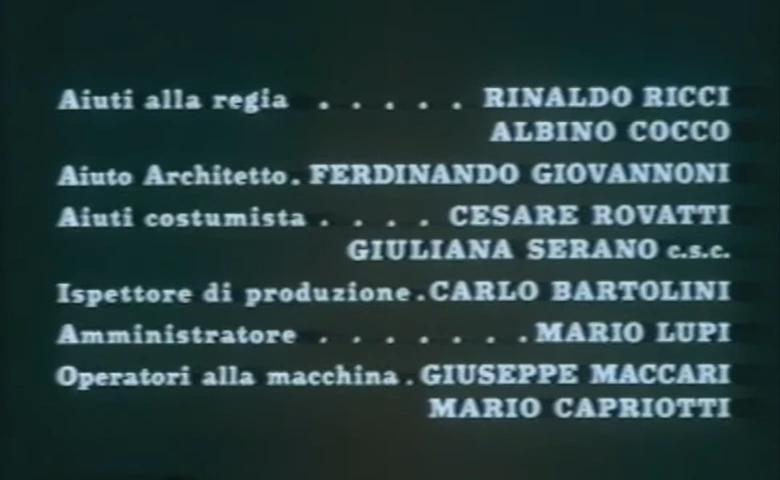 Aiuti alla regia . . . . . RINALDO RICCI
ALBINO COCCO
Aiuto Architetto. FERDINANDO GIOVANNONI
Aiuti costumista . . . . CESARE ROVATTI
GIULIANA SERANO c.s.c.
Ispettore di produzione. CARLO BARTOLINI
Amministratore . . . . . . . MARIO LUPI
Operatori alla macchina. GIUSEPPE MACCARI
MARIO CAPRIOTTI